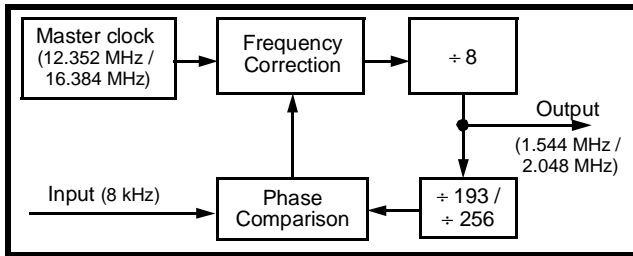 Master clock
(12.352 MHz /
16.384 MHz)
Frequency
Correction
÷ 8
Output
(1.544 MHz /
2.048 MHz)
Input (8 kHz)
Phase
Comparison
÷ 193 /
÷ 256